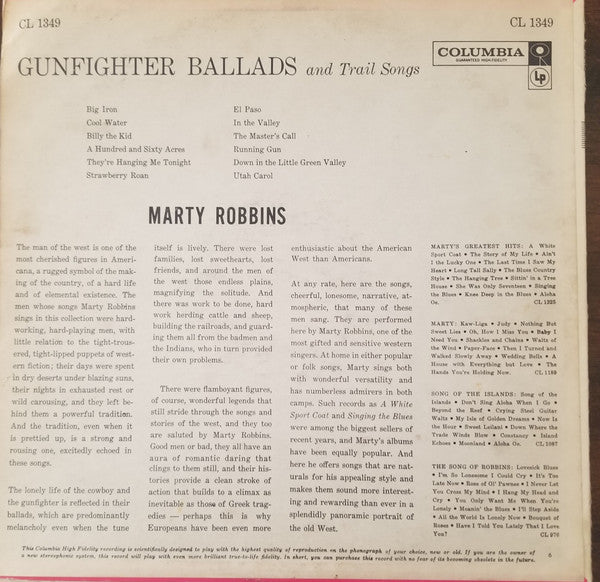 CL 1349
CL 1349
GUNFIGHTER BALLADS and Trail Songs
COLUMBIA
GUARANTEED HIGH-FIDELITY
LP
Big Iron
Cool Water
Billy the Kid
A Hundred and Sixty Acres
They're Hanging Me Tonight
Strawberry Roan
El Paso
In the Valley
The Master's Call
Running Gun
Down in the Little Green Valley
Utah Carol
MARTY ROBBINS
The man of the west is one of the
most cherished figures in Ameri-
cana, a rugged symbol of the mak-
ing of the country, of a hard life
and of elemental existence. The
men whose songs Marty Robbins
sings in this collection were hard-
working, hard-playing men, with
little relation to the tight-trous-
ered, tight-lipped puppets of west-
ern fiction; their days were spent
in dry deserts under blazing suns,
their nights in exhausted rest or
wild carousing, and they left be-
hind them a powerful tradition.
And the tradition, even when it
is prettied up, is a strong and
rousing one, excitedly echoed in
these songs.
The lonely life of the cowboy and
the gunfighter is reflected in their
ballads, which are predominantly
melancholy even when the tune
itself is lively. There were lost
families, lost sweethearts, lost
friends, and around the men of
the west those endless plains,
magnifying the solitude. And
there was work to be done, hard
work herding cattle and sheep,
building the railroads, and guard-
ing them all from the badmen and
the Indians, who in turn provided
their own problems.
There were flamboyant figures,
of course, wonderful legends that
still stride through the songs and
stories of the west, and they too
are saluted by Marty Robbins.
Good men or bad, they all have an
aura of romantic daring that
clings to them still, and their his-
tories provide a clean stroke of
action that builds to a climax as
inevitable as those of Greek trag-
edies — perhaps this is why
Europeans have been even more
enthusiastic about the American
West than Americans.
At any rate, here are the songs,
cheerful, lonesome, narrative, at-
mospheric, that many of these
men sang. They are performed
here by Marty Robbins, one of the
most gifted and sensitive western
singers. At home in either popular
or folk songs, Marty sings both
with wonderful versatility and
has numberless admirers in both
camps. Such records as A White
Sport Coat and Singing the Blues
were among the biggest sellers of
recent years, and Marty's albums
have been equally popular. And
here he offers songs that are nat-
urals for his appealing style and
makes them sound more interest-
ing and rewarding than ever in a
splendidly panoramic portrait of
the old West.
MARTY'S GREATEST HITS: A White
Sport Coat • The Story of My Life • Ain't
I the Lucky One • The Last Time I Saw My
Heart • Long Tall Sally • The Blues Country
Style • The Hanging Tree • Sittin' in a Tree
House • She Was Only Seventeen • Singing
the Blues • Knee Deep in the Blues • Aloha
Oe. CL 1325
MARTY: Kaw-Liga • Judy • Nothing But
Sweet Lies • Oh, How I Miss You • Baby I
Need You • Shackles and Chains • Waltz of
the Wind • Paper-Face • Then I Turned and
Walked Slowly Away • Wedding Bells • A
House with Everything but Love • The
Hands You're Holding Now. CL 1189
SONG OF THE ISLANDS: Song of the
Islands • Don't Sing Aloha When I Go •
Beyond the Reef • Crying Steel Guitar
Waltz • My Isle of Golden Dreams • Now Is
the Hour • Sweet Leilani • Down Where the
Trade Winds Blow • Constancy • Island
Echoes • Moonland • Aloha Oe. CL 1087
THE SONG OF ROBBINS: Lovesick Blues
• I'm So Lonesome I Could Cry • It's Too
Late Now • Rose of Ol' Pawnee • I Never Let
You Cross My Mind • I Hang My Head and
Cry • You Only Want Me When You're
Lonely • Moanin' the Blues • I'll Step Aside
• All the World Is Lonely Now • Bouquet of
Roses • Have I Told You Lately That I Love
You? CL 976
This Columbia High Fidelity recording is scientifically designed to play with the highest quality of reproduction on the phonograph of your choice, new or old. If you are the owner of
a new stereophonic system, this record will play with even more brilliant true-to-life fidelity. In short, you can purchase this record with no fear of its becoming obsolete in the future.
6